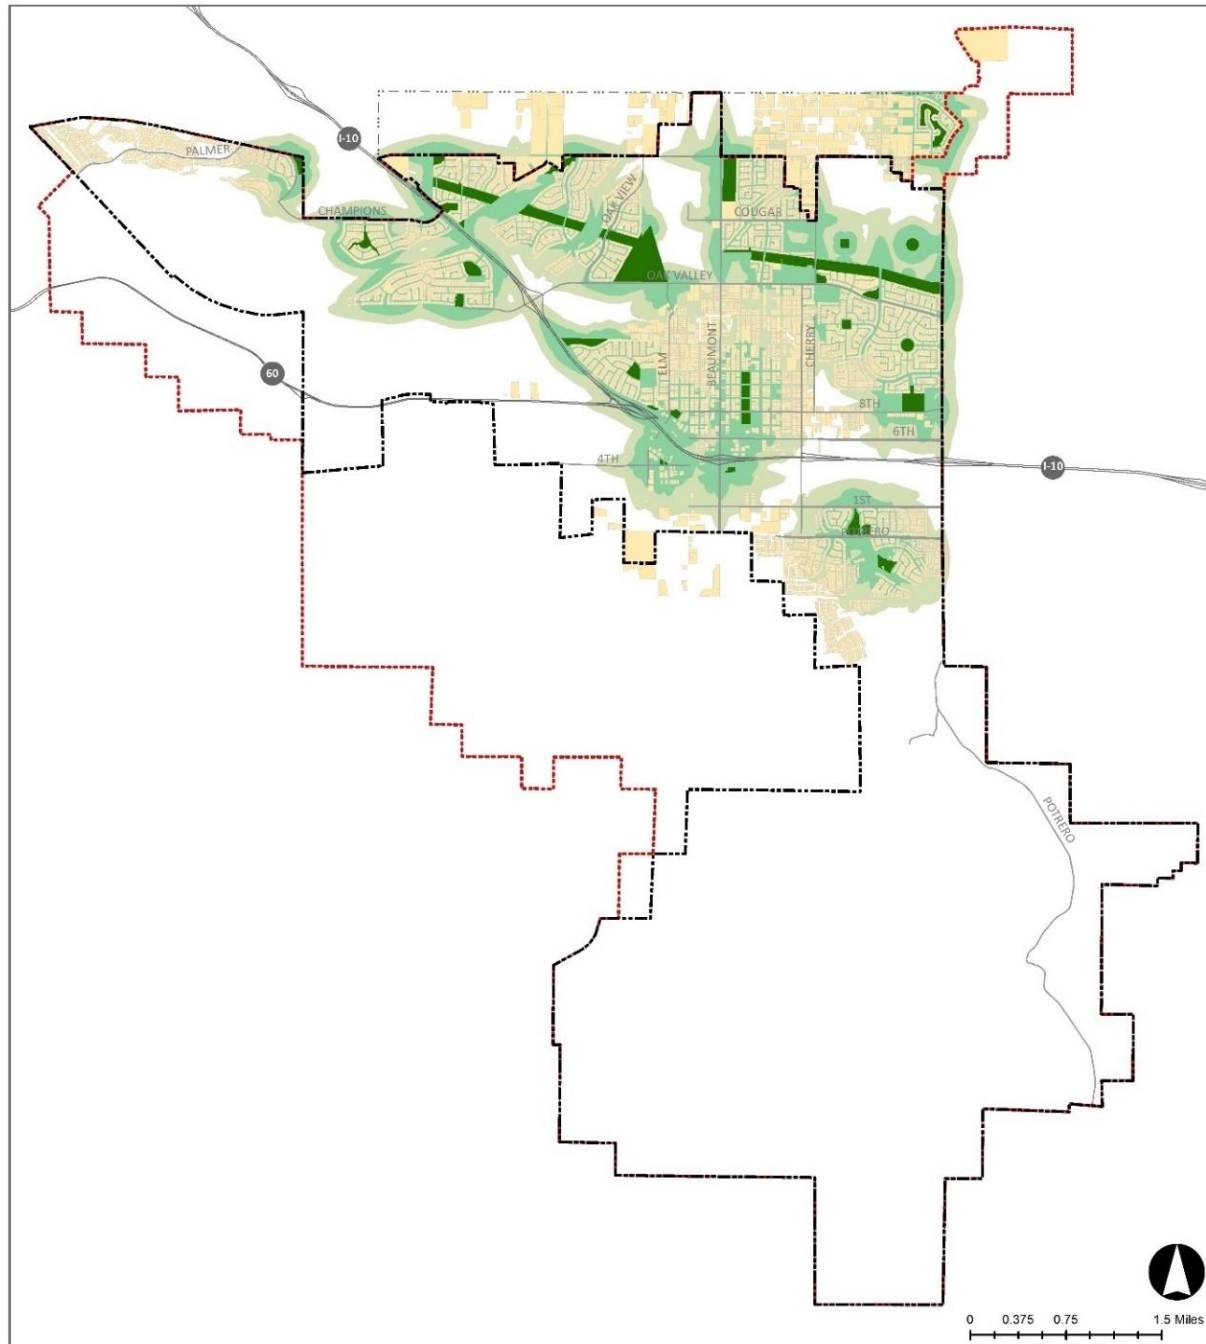 I-10
PALMER
CHAMPIONS
OAK VIEW
COUGAR
OAK VALLEY
ELM
BEAUMONT
CHERRY
60
8TH
6TH
4TH
I-10
1ST
POTRERO
POTRERO
0 0.375 0.75 1.5 Miles